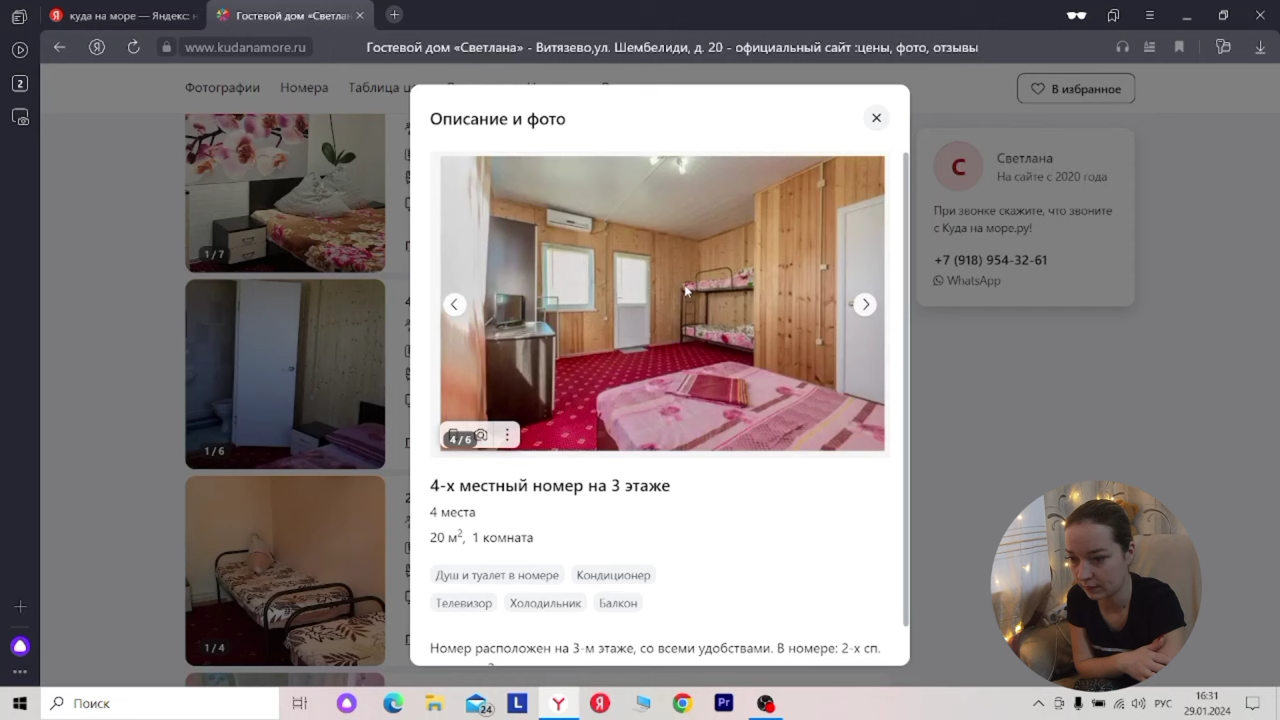 куда на море — Яндекс: н
Гостевой дом «Светлан
www.kudanamore.ru
Гостевой дом «Светлана» - Витязево,ул. Шембелиди, д. 20 - официальный сайт :цены, фото, отзывы
2
Фотографии
Номера
Таблица ц
В избранное
Описание и фото
С
Светлана
На сайте с 2020 года
При звонке скажите, что звоните
с Куда на море.ру!
+7 (918) 954-32-61
WhatsApp
1/7
1/6
1/4
4/6
4-х местный номер на 3 этаже
4 места
20 м2, 1 комната
Душ и туалет в номере
Кондиционер
Телевизор
Холодильник
Балкон
Номер расположен на 3-м этаже, со всеми удобствами. В номере: 2-х сп.
Поиск
24
L
Y
Я
Pr
РУС
16:31
29.01.2024